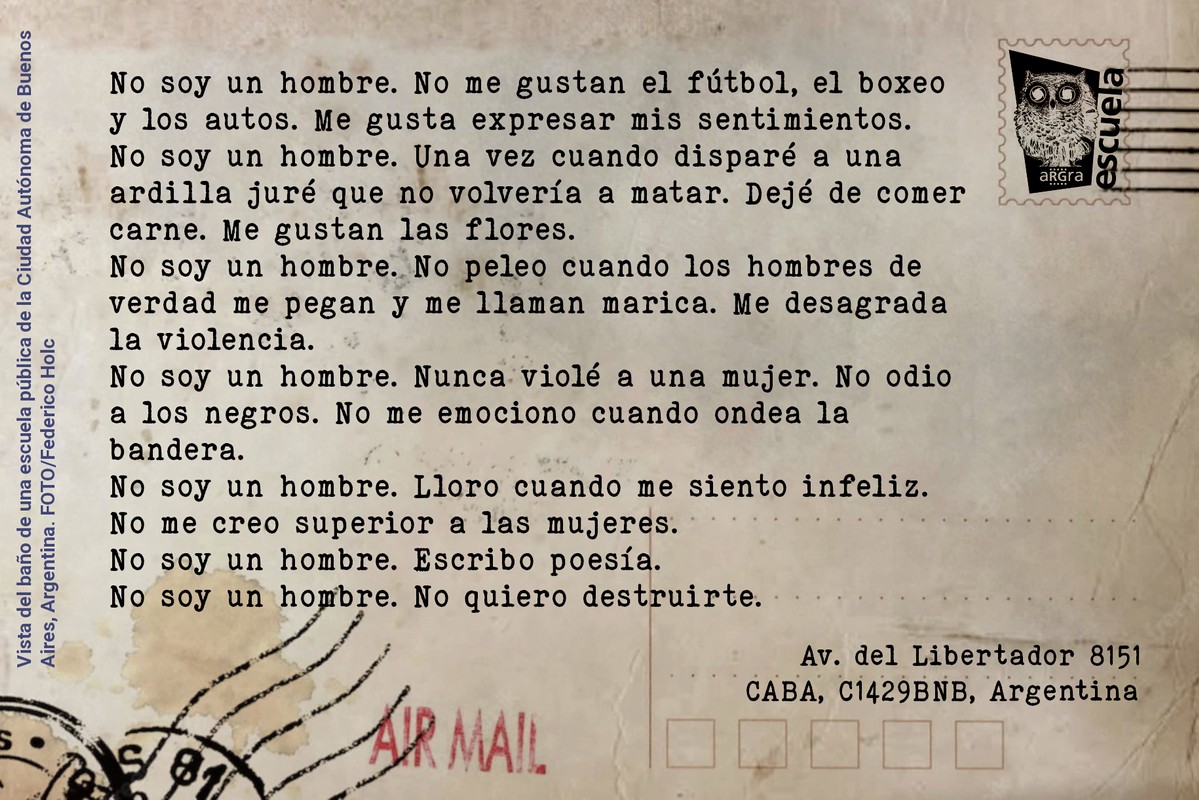 Vista del baño de una escuela pública de la Ciudad Autónoma de Buenos
Aires, Argentina. FOTO/Federico Holc
No soy un hombre. No me gustan el fútbol, el boxeo
y los autos. Me gusta expresar mis sentimientos.
No soy un hombre. Una vez cuando disparé a una
ardilla juré que no volvería a matar. Dejé de comer
carne. Me gustan las flores.
No soy un hombre. No peleo cuando los hombres de
verdad me pegan y me llaman marica. Me desagrada
la violencia.
No soy un hombre. Nunca violé a una mujer. No odio
a los negros. No me emociono cuando ondea la
bandera.
No soy un hombre. Lloro cuando me siento infeliz.
No me creo superior a las mujeres.
No soy un hombre. Escribo poesía.
No soy un hombre. No quiero destruirte.
escuela
aRGra
Av. del Libertador 8151
CABA, C1429BNB, Argentina
AIR MAIL
S 81